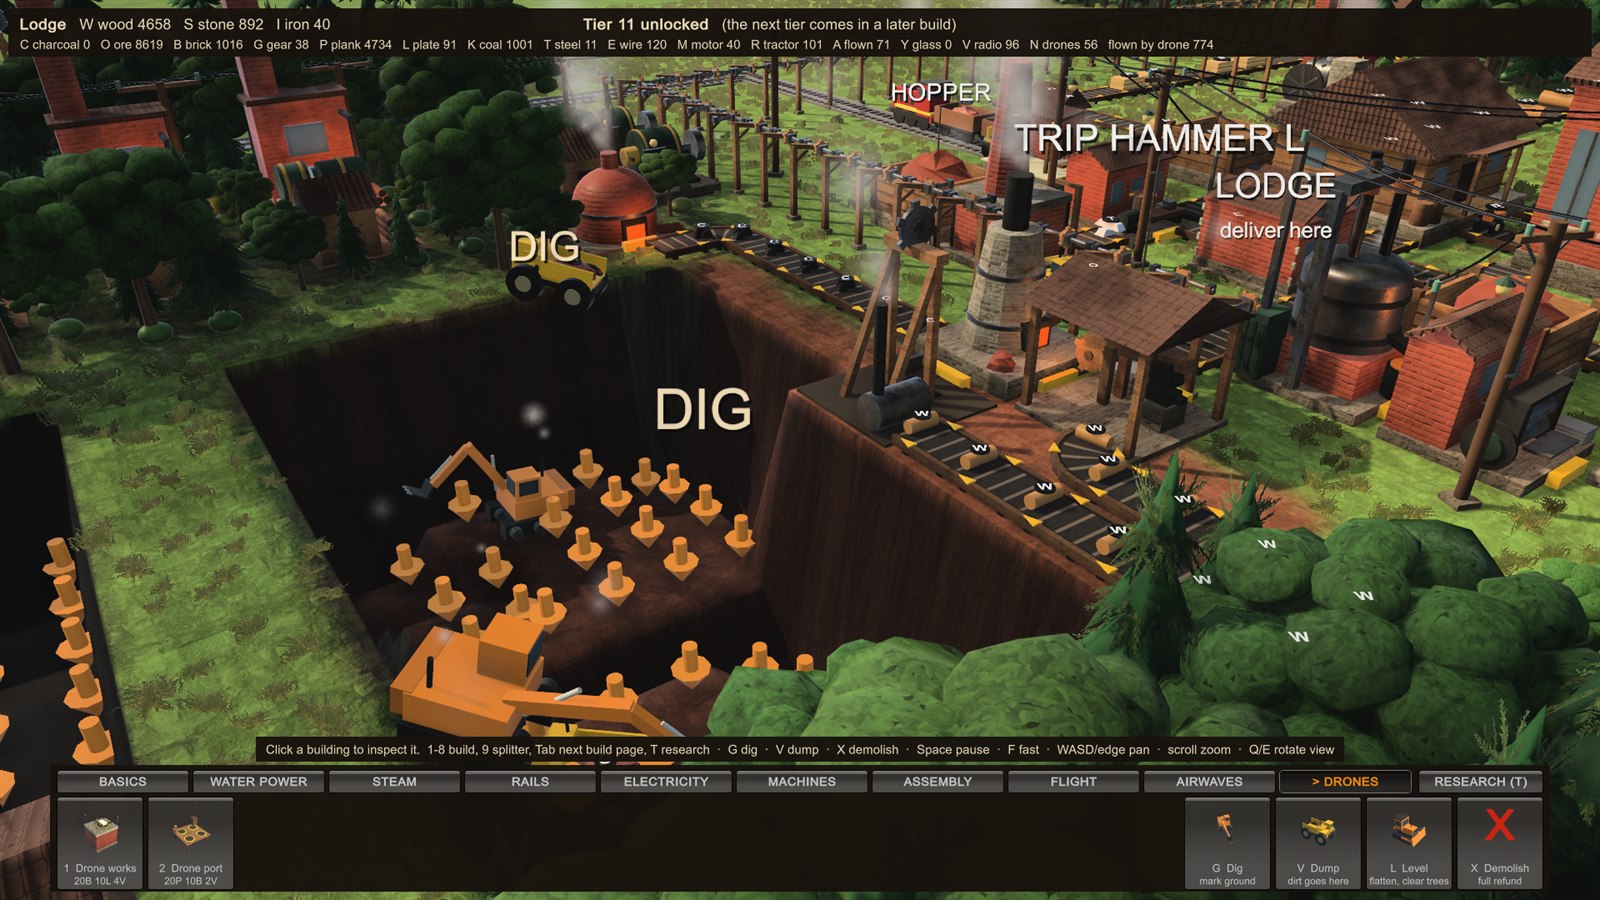 Lodge W wood 4658 S stone 892 I iron 40
Tier 11 unlocked (the next tier comes in a later build)
C charcoal 0 O ore 8619 B brick 1016 G gear 38 P plank 4734 L plate 91 K coal 1001 T steel 11 E wire 120 M motor 40 R tractor 101 A flown 71 Y glass 0 V radio 96 N drones 56 flown by drone 774
HOPPER
TRIP HAMMER L
LODGE
deliver here
DIG
DIG
W
W
W
W
W
W
W
W
W
W
W
Click a building to inspect it. 1-8 build, 9 splitter, Tab next build page, T research · G dig · V dump · X demolish · Space pause · F fast · WASD/edge pan · scroll zoom · Q/E rotate view
BASICS
WATER POWER
STEAM
RAILS
ELECTRICITY
MACHINES
ASSEMBLY
FLIGHT
AIRWAVES
> DRONES
RESEARCH (T)
1 Drone works
20B 10L 4V
2 Drone port
20P 10B 2V
G Dig
mark ground
V Dump
dirt goes here
L Level
flatten, clear trees
X Demolish
full refund